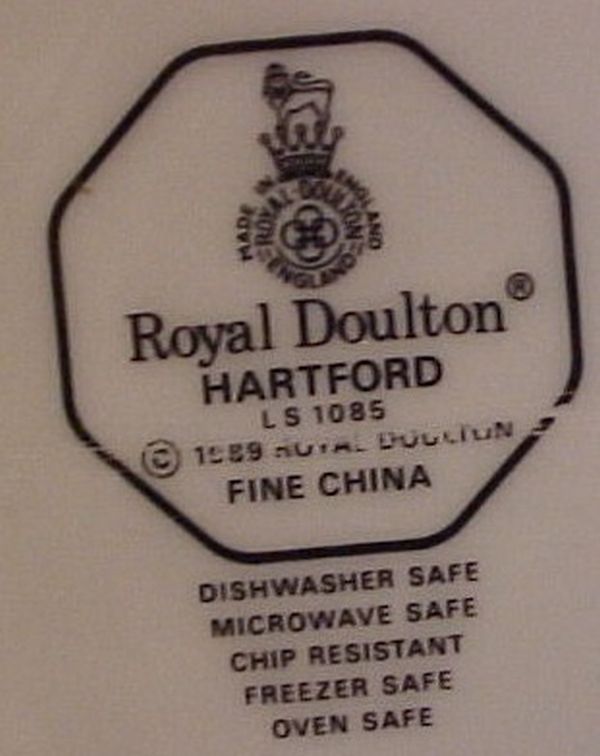 MADE IN ENGLAND
ROYAL DOULTON
ENGLAND
Royal Doulton®
HARTFORD
LS 1085
© 1989 ROYAL DOULTON
FINE CHINA
DISHWASHER SAFE
MICROWAVE SAFE
CHIP RESISTANT
FREEZER SAFE
OVEN SAFE